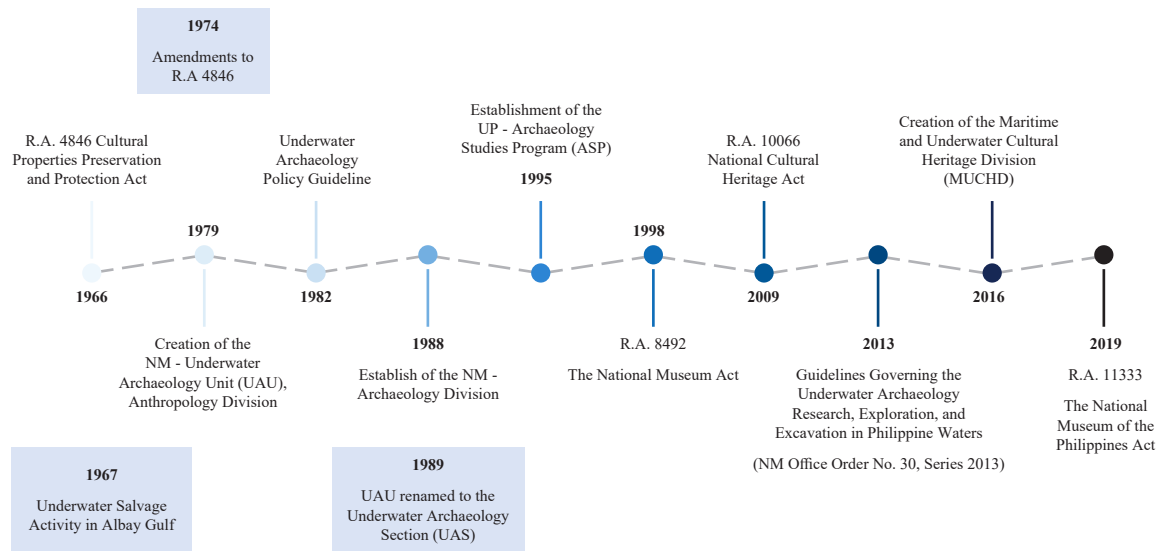 1974
Amendments to
R.A 4846
R.A. 4846 Cultural
Properties Preservation
and Protection Act
1966
1967
Underwater Salvage
Activity in Albay Gulf
1979
Creation of the
NM - Underwater
Archaeology Unit (UAU),
Anthropology Division
Underwater
Archaeology
Policy Guideline
1982
1988
Establish of the NM -
Archaeology Division
1989
UAU renamed to the
Underwater Archaeology
Section (UAS)
Establishment of the
UP - Archaeology
Studies Program (ASP)
1995
1998
R.A. 8492
The National Museum Act
R.A. 10066
National Cultural
Heritage Act
2009
2013
Guidelines Governing the
Underwater Archaeology
Research, Exploration, and
Excavation in Philippine Waters
(NM Office Order No. 30, Series 2013)
Creation of the Maritime
and Underwater Cultural
Heritage Division
(MUCHD)
2016
2019
R.A. 11333
The National
Museum of the
Philippines Act